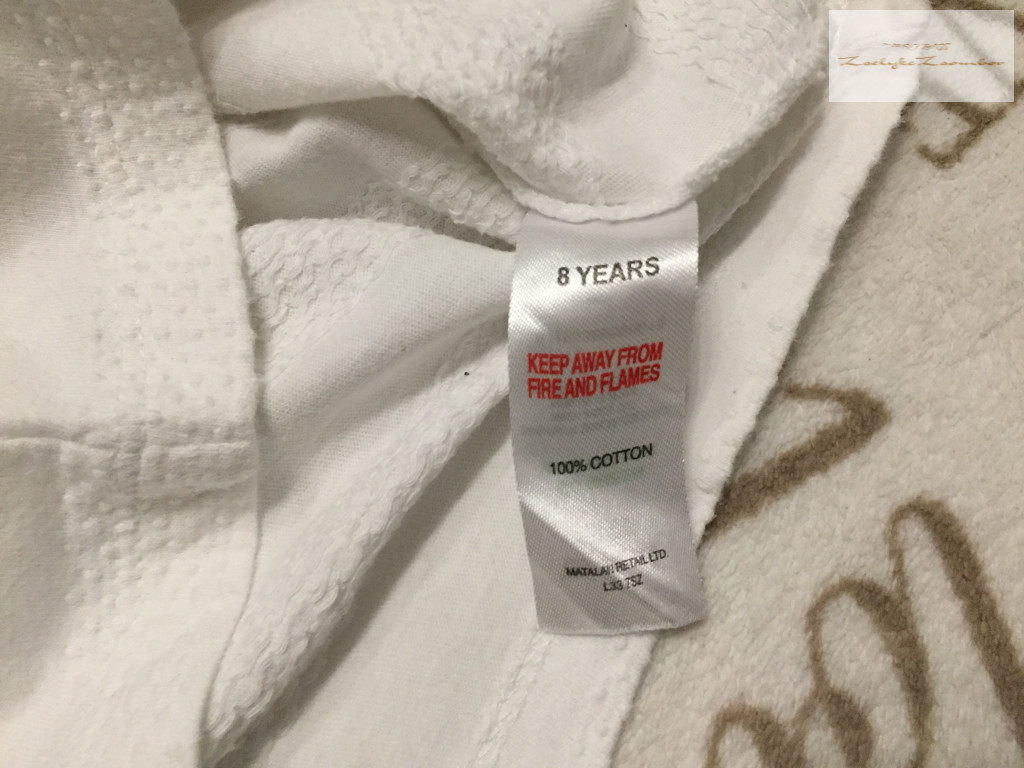 8 YEARS
KEEP AWAY FROM
FIRE AND FLAMES
100% COTTON
MATALAN RETAIL LTD.
L33 7SZ